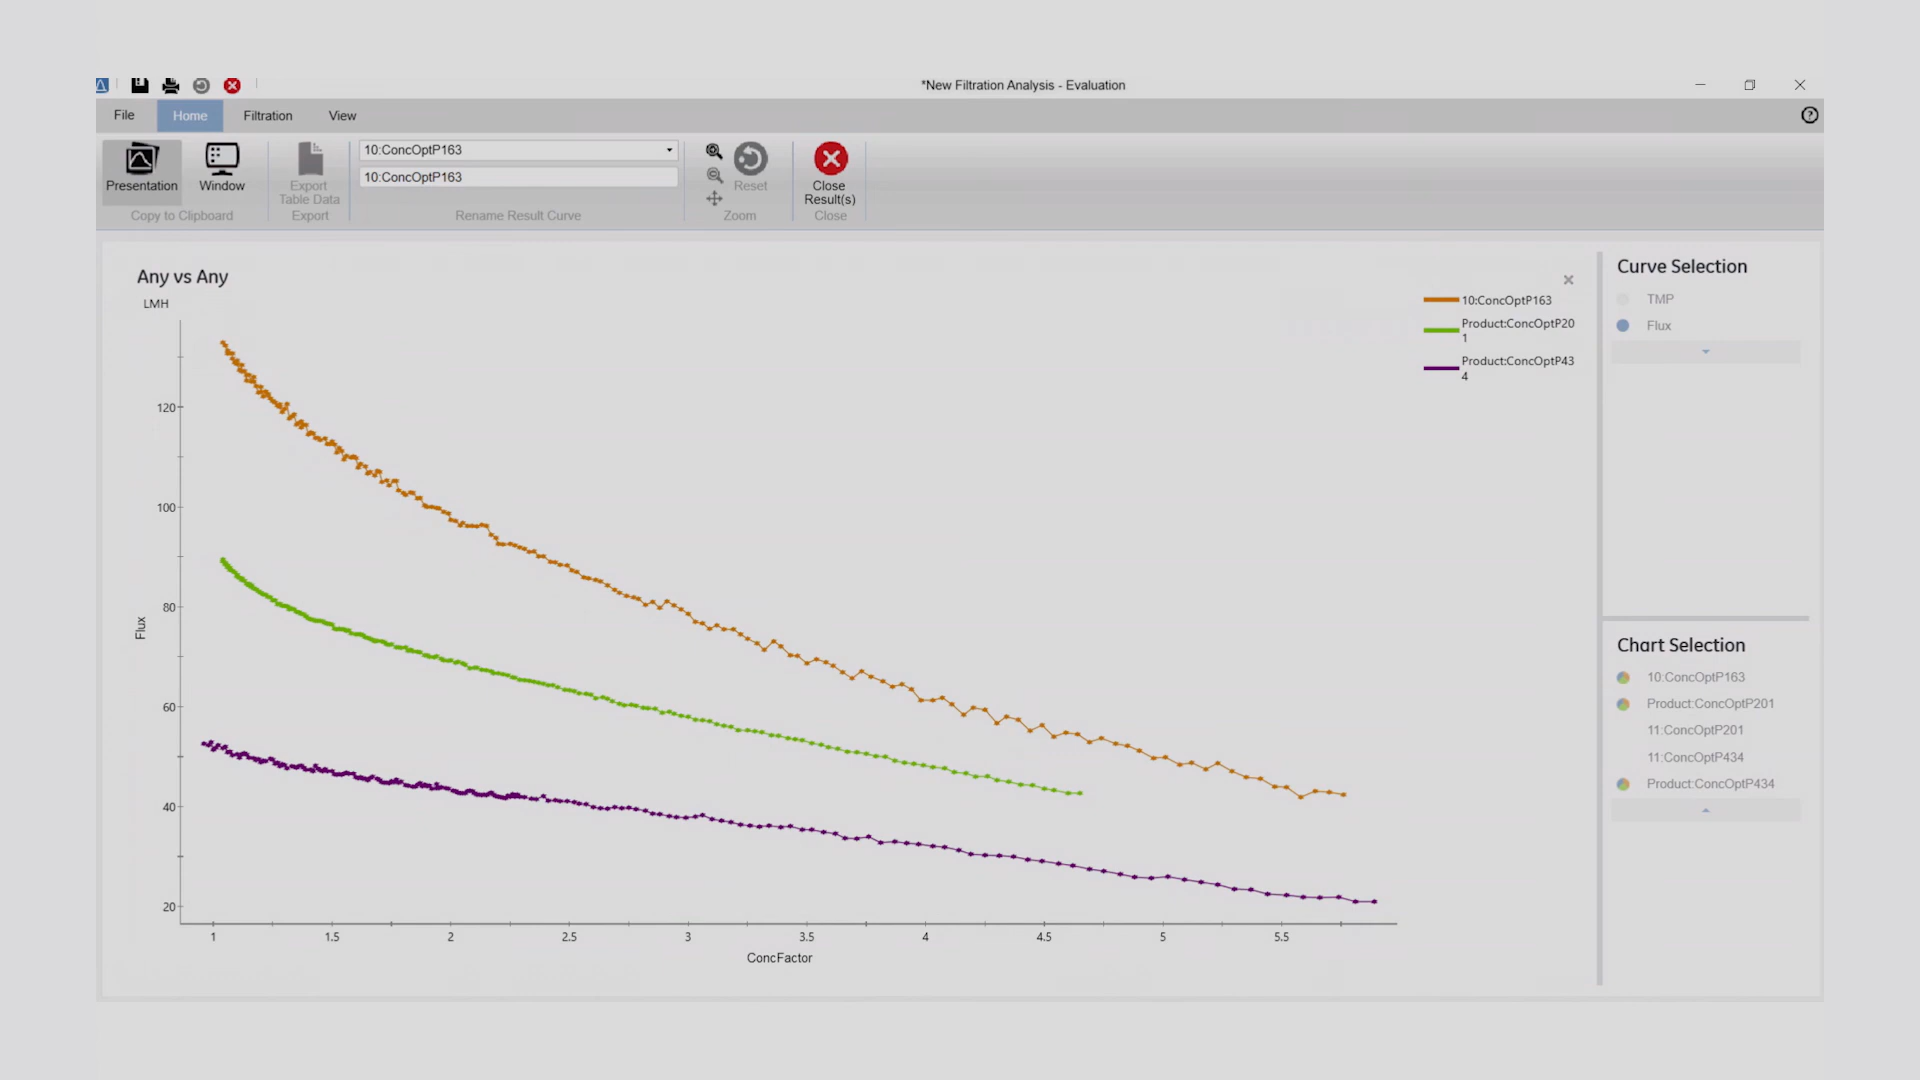 *New Filtration Analysis - Evaluation
File Home Filtration View
10:ConcOptP163
10:ConcOptP163
Presentation Window Export Table Data Reset Close Result(s)
Copy to Clipboard Export Rename Result Curve Zoom Close
Any vs Any
LMH
10:ConcOptP163
Product:ConcOptP20
1
Product:ConcOptP43
4
120
100
80
60
40
20
Flux
1 1.5 2 2.5 3 3.5 4 4.5 5 5.5
ConcFactor
Curve Selection
TMP
Flux
Chart Selection
10:ConcOptP163
Product:ConcOptP201
11:ConcOptP201
11:ConcOptP434
Product:ConcOptP434